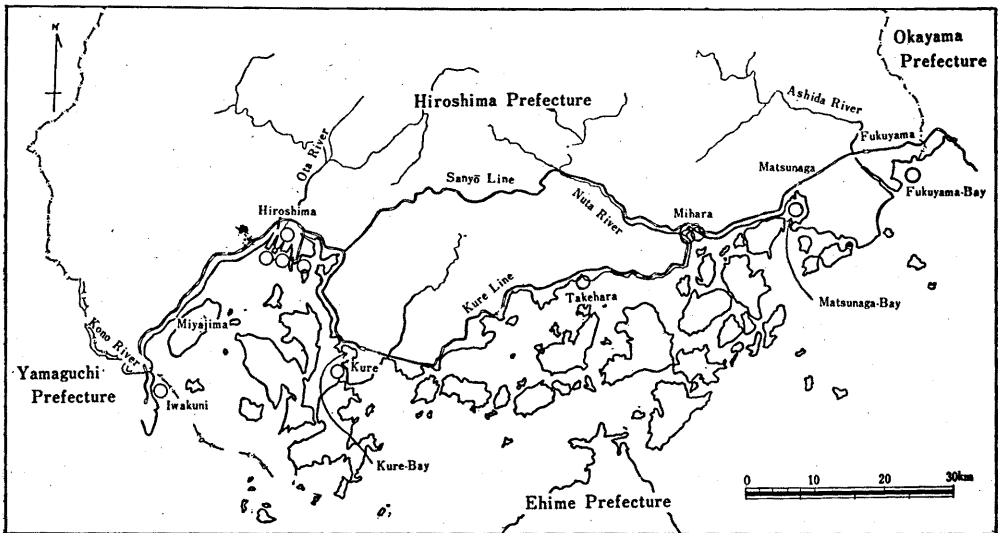 N
Okayama
Prefecture
Hiroshima Prefecture
Ashida River
Fukuyama
Ota River
Sanyō Line
Matsunaga
Fukuyama-Bay
Nuta River
Hiroshima
Mihara
Kure Line
Takehara
Matsunaga-Bay
Miyajima
Kono River
Yamaguchi
Prefecture
Kure
Iwakuni
Kure-Bay
Ehime Prefecture
0 10 20 30km